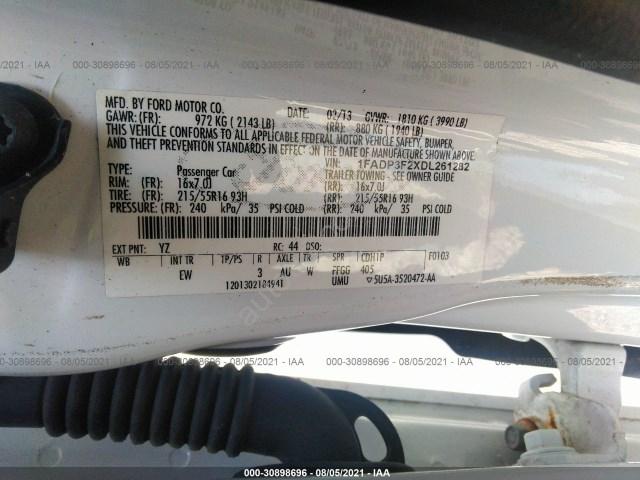 000-30898696 - 08/05/2021 - IAA
MFD. BY FORD MOTOR CO.
DATE: 02/13 GVWR: 1810 KG ( 3990 LB)
GAWR: (FR): 972 KG ( 2143 LB) (RR): 880 KG ( 1940 LB)
THIS VEHICLE CONFORMS TO ALL APPLICABLE FEDERAL MOTOR VEHICLE SAFETY, BUMPER,
AND THEFT PREVENTION STANDARDS IN EFFECT ON THE DATE OF MANUFACTURE SHOWN ABOVE.
VIN: 1FADP3F2XDL261282
TYPE: Passenger Car TRAILER TOWING - SEE OWNER GUIDE
RIM: (FR): 16x7.0J (RR): 16x7.0J
TIRE: (FR): 215/55R16 93H (RR): 215/55R16 93H
PRESSURE: (FR): 240 kPa/ 35 PSI COLD (RR): 240 kPa/ 35 PSI COLD
EXT PNT: YZ RC: 44 DSO: F0103
WB INT TR TP/PS R AXLE TR SPR CDH1P
EW 3 AU W FFGG 405
UMU
1201302184941 5U5A-3520472-AA
000-30898696 - 08/05/2021 - IAA
000-30898696 - 08/05/2021 - IAA